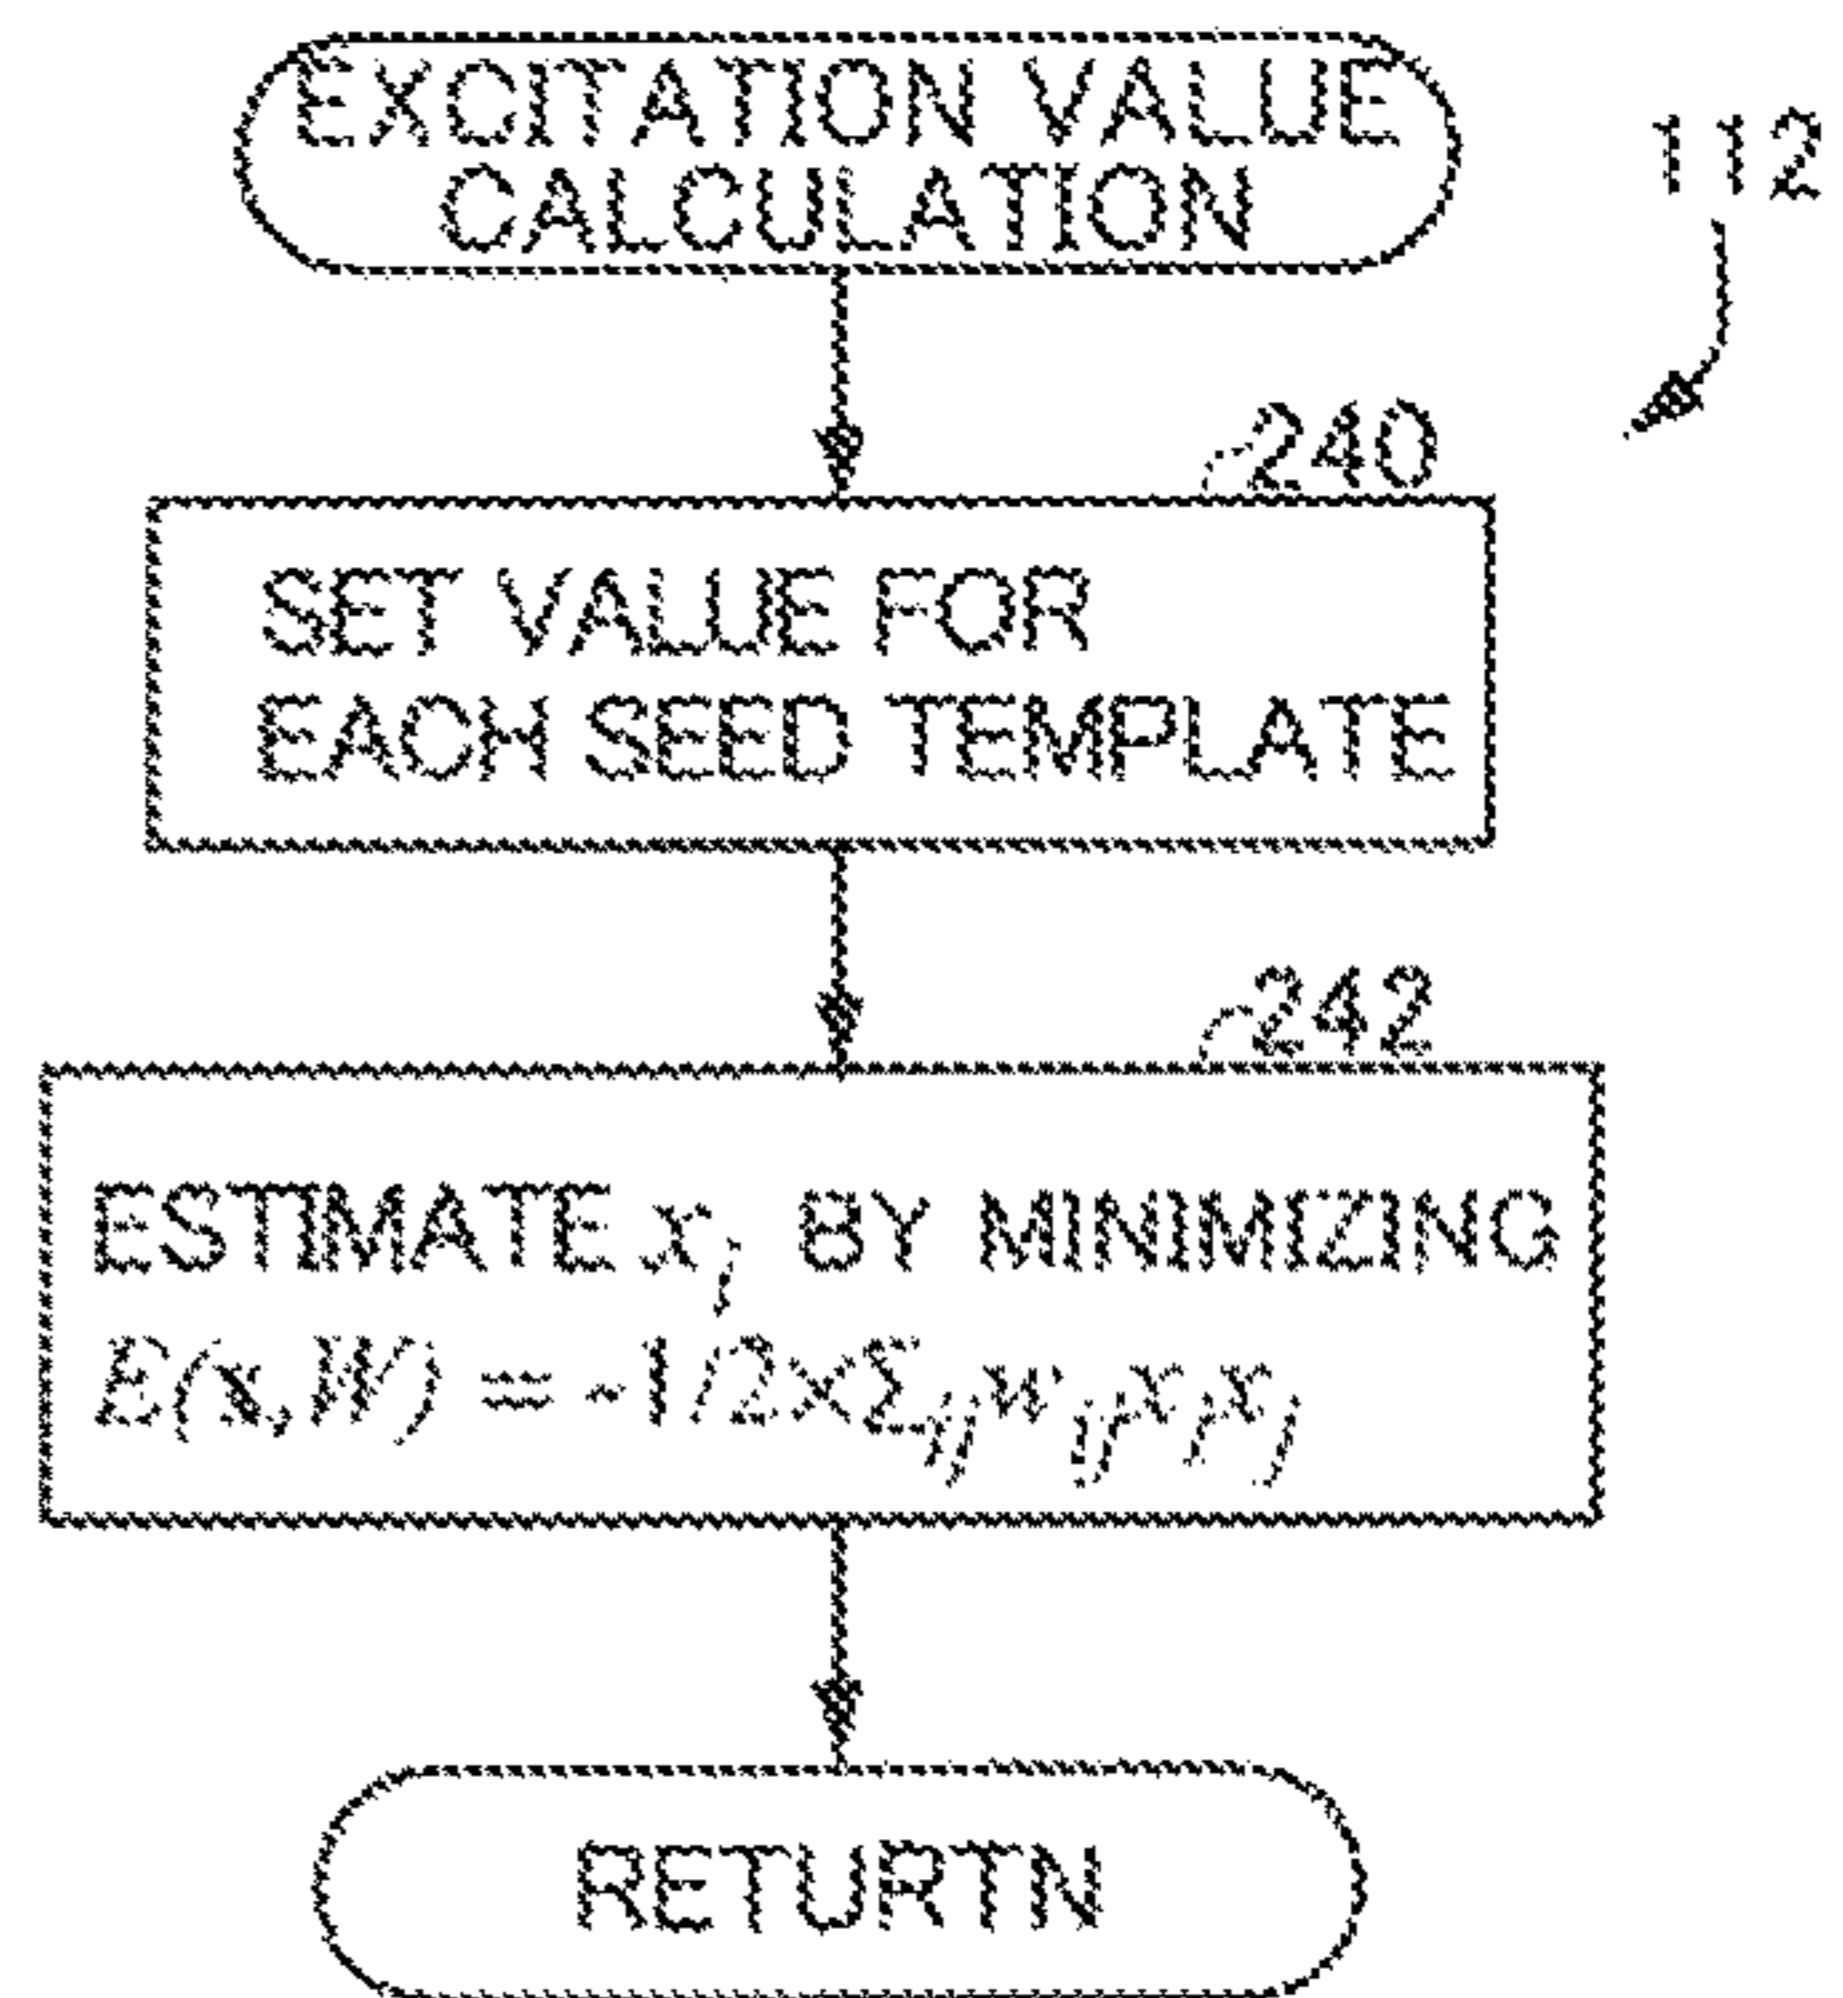 EXCITATION VALUE
CALCULATION
112
240
SET VALUE FOR
EACH SEED TEMPLATE
242
ESTIMATE x_i BY MINIMIZING
E(x,W) = -1/2×Σ_ij w_ij x_i x_j
RETURTN